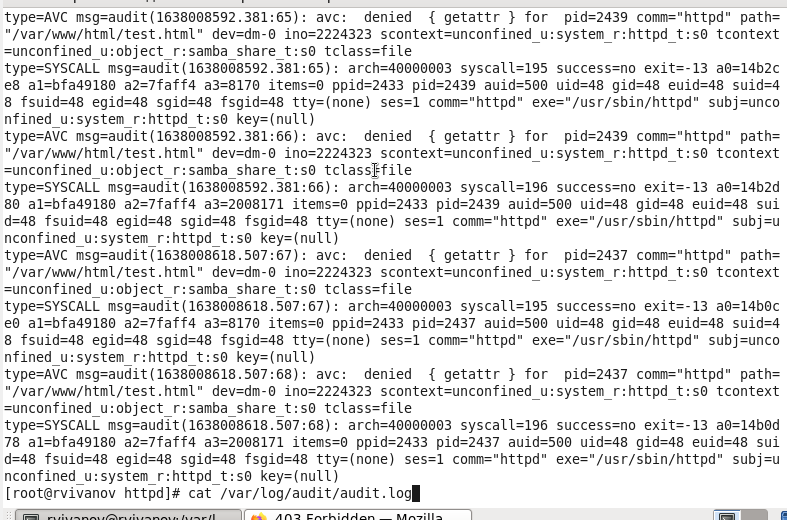 type=AVC msg=audit(1638008592.381:65): avc:  denied  { getattr } for  pid=2439 comm="httpd" path=
"/var/www/html/test.html" dev=dm-0 ino=2224323 scontext=unconfined_u:system_r:httpd_t:s0 tcontext
=unconfined_u:object_r:samba_share_t:s0 tclass=file
type=SYSCALL msg=audit(1638008592.381:65): arch=40000003 syscall=195 success=no exit=-13 a0=14b2c
e8 a1=bfa49180 a2=7faff4 a3=8170 items=0 ppid=2433 pid=2439 auid=500 uid=48 gid=48 euid=48 suid=4
8 fsuid=48 egid=48 sgid=48 fsgid=48 tty=(none) ses=1 comm="httpd" exe="/usr/sbin/httpd" subj=unco
nfined_u:system_r:httpd_t:s0 key=(null)
type=AVC msg=audit(1638008592.381:66): avc:  denied  { getattr } for  pid=2439 comm="httpd" path=
"/var/www/html/test.html" dev=dm-0 ino=2224323 scontext=unconfined_u:system_r:httpd_t:s0 tcontext
=unconfined_u:object_r:samba_share_t:s0 tclass=file
type=SYSCALL msg=audit(1638008592.381:66): arch=40000003 syscall=196 success=no exit=-13 a0=14b2d
80 a1=bfa49180 a2=7faff4 a3=2008171 items=0 ppid=2433 pid=2439 auid=500 uid=48 gid=48 euid=48 sui
d=48 fsuid=48 egid=48 sgid=48 fsgid=48 tty=(none) ses=1 comm="httpd" exe="/usr/sbin/httpd" subj=u
nconfined_u:system_r:httpd_t:s0 key=(null)
type=AVC msg=audit(1638008618.507:67): avc:  denied  { getattr } for  pid=2437 comm="httpd" path=
"/var/www/html/test.html" dev=dm-0 ino=2224323 scontext=unconfined_u:system_r:httpd_t:s0 tcontext
=unconfined_u:object_r:samba_share_t:s0 tclass=file
type=SYSCALL msg=audit(1638008618.507:67): arch=40000003 syscall=195 success=no exit=-13 a0=14b0c
e0 a1=bfa49180 a2=7faff4 a3=8170 items=0 ppid=2433 pid=2437 auid=500 uid=48 gid=48 euid=48 suid=4
8 fsuid=48 egid=48 sgid=48 fsgid=48 tty=(none) ses=1 comm="httpd" exe="/usr/sbin/httpd" subj=unco
nfined_u:system_r:httpd_t:s0 key=(null)
type=AVC msg=audit(1638008618.507:68): avc:  denied  { getattr } for  pid=2437 comm="httpd" path=
"/var/www/html/test.html" dev=dm-0 ino=2224323 scontext=unconfined_u:system_r:httpd_t:s0 tcontext
=unconfined_u:object_r:samba_share_t:s0 tclass=file
type=SYSCALL msg=audit(1638008618.507:68): arch=40000003 syscall=196 success=no exit=-13 a0=14b0d
78 a1=bfa49180 a2=7faff4 a3=2008171 items=0 ppid=2433 pid=2437 auid=500 uid=48 gid=48 euid=48 sui
d=48 fsuid=48 egid=48 sgid=48 fsgid=48 tty=(none) ses=1 comm="httpd" exe="/usr/sbin/httpd" subj=u
nconfined_u:system_r:httpd_t:s0 key=(null)
[root@rvivanov httpd]# cat /var/log/audit/audit.log
rvivanov@rvivanov:/var/l
403 Forbidden — Mozilla